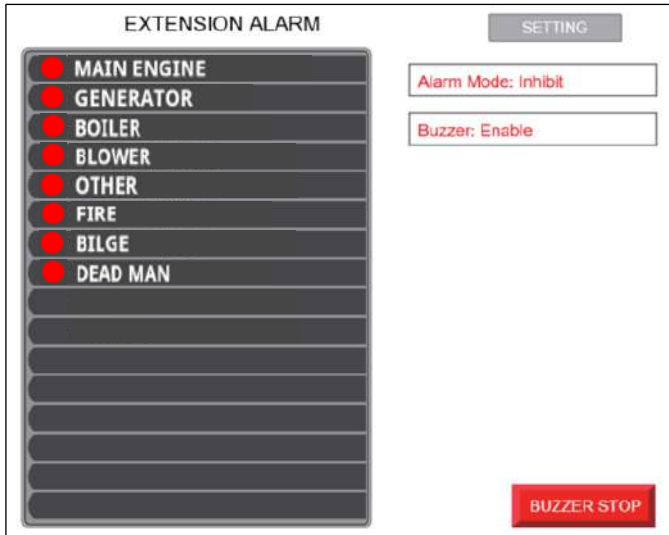 EXTENSION ALARM
SETTING
MAIN ENGINE
GENERATOR
BOILER
BLOWER
OTHER
FIRE
BILGE
DEAD MAN
Alarm Mode: Inhibit
Buzzer: Enable
BUZZER STOP